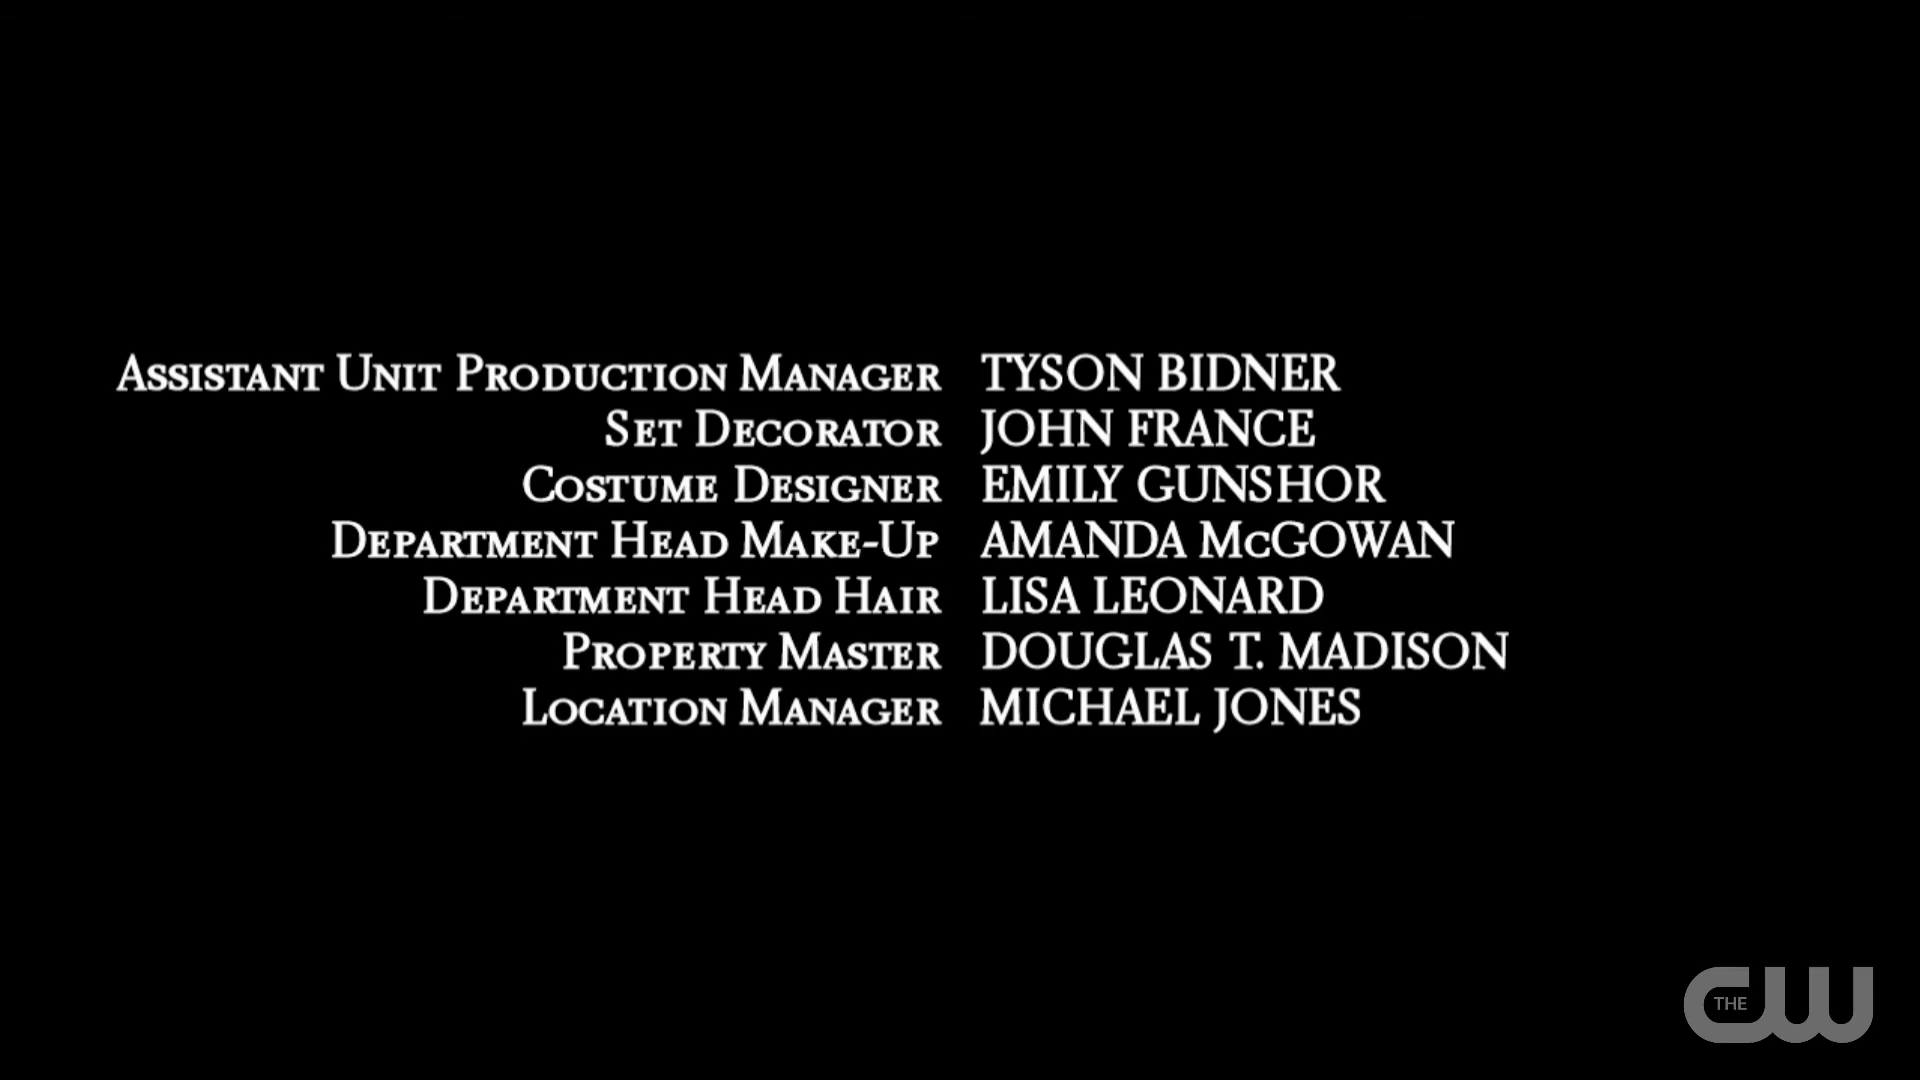 Assistant Unit Production Manager TYSON BIDNER
Set Decorator JOHN FRANCE
Costume Designer EMILY GUNSHOR
Department Head Make-Up AMANDA McGOWAN
Department Head Hair LISA LEONARD
Property Master DOUGLAS T. MADISON
Location Manager MICHAEL JONES
THE CW